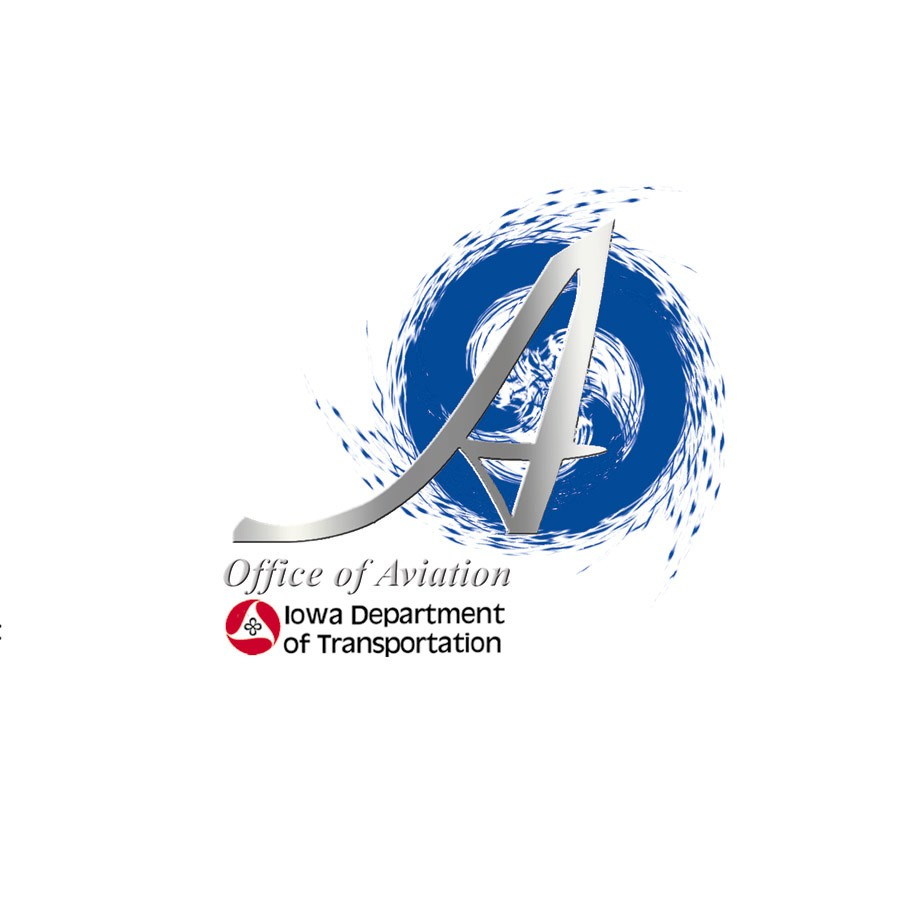 A
Office of Aviation
Iowa Department
of Transportation